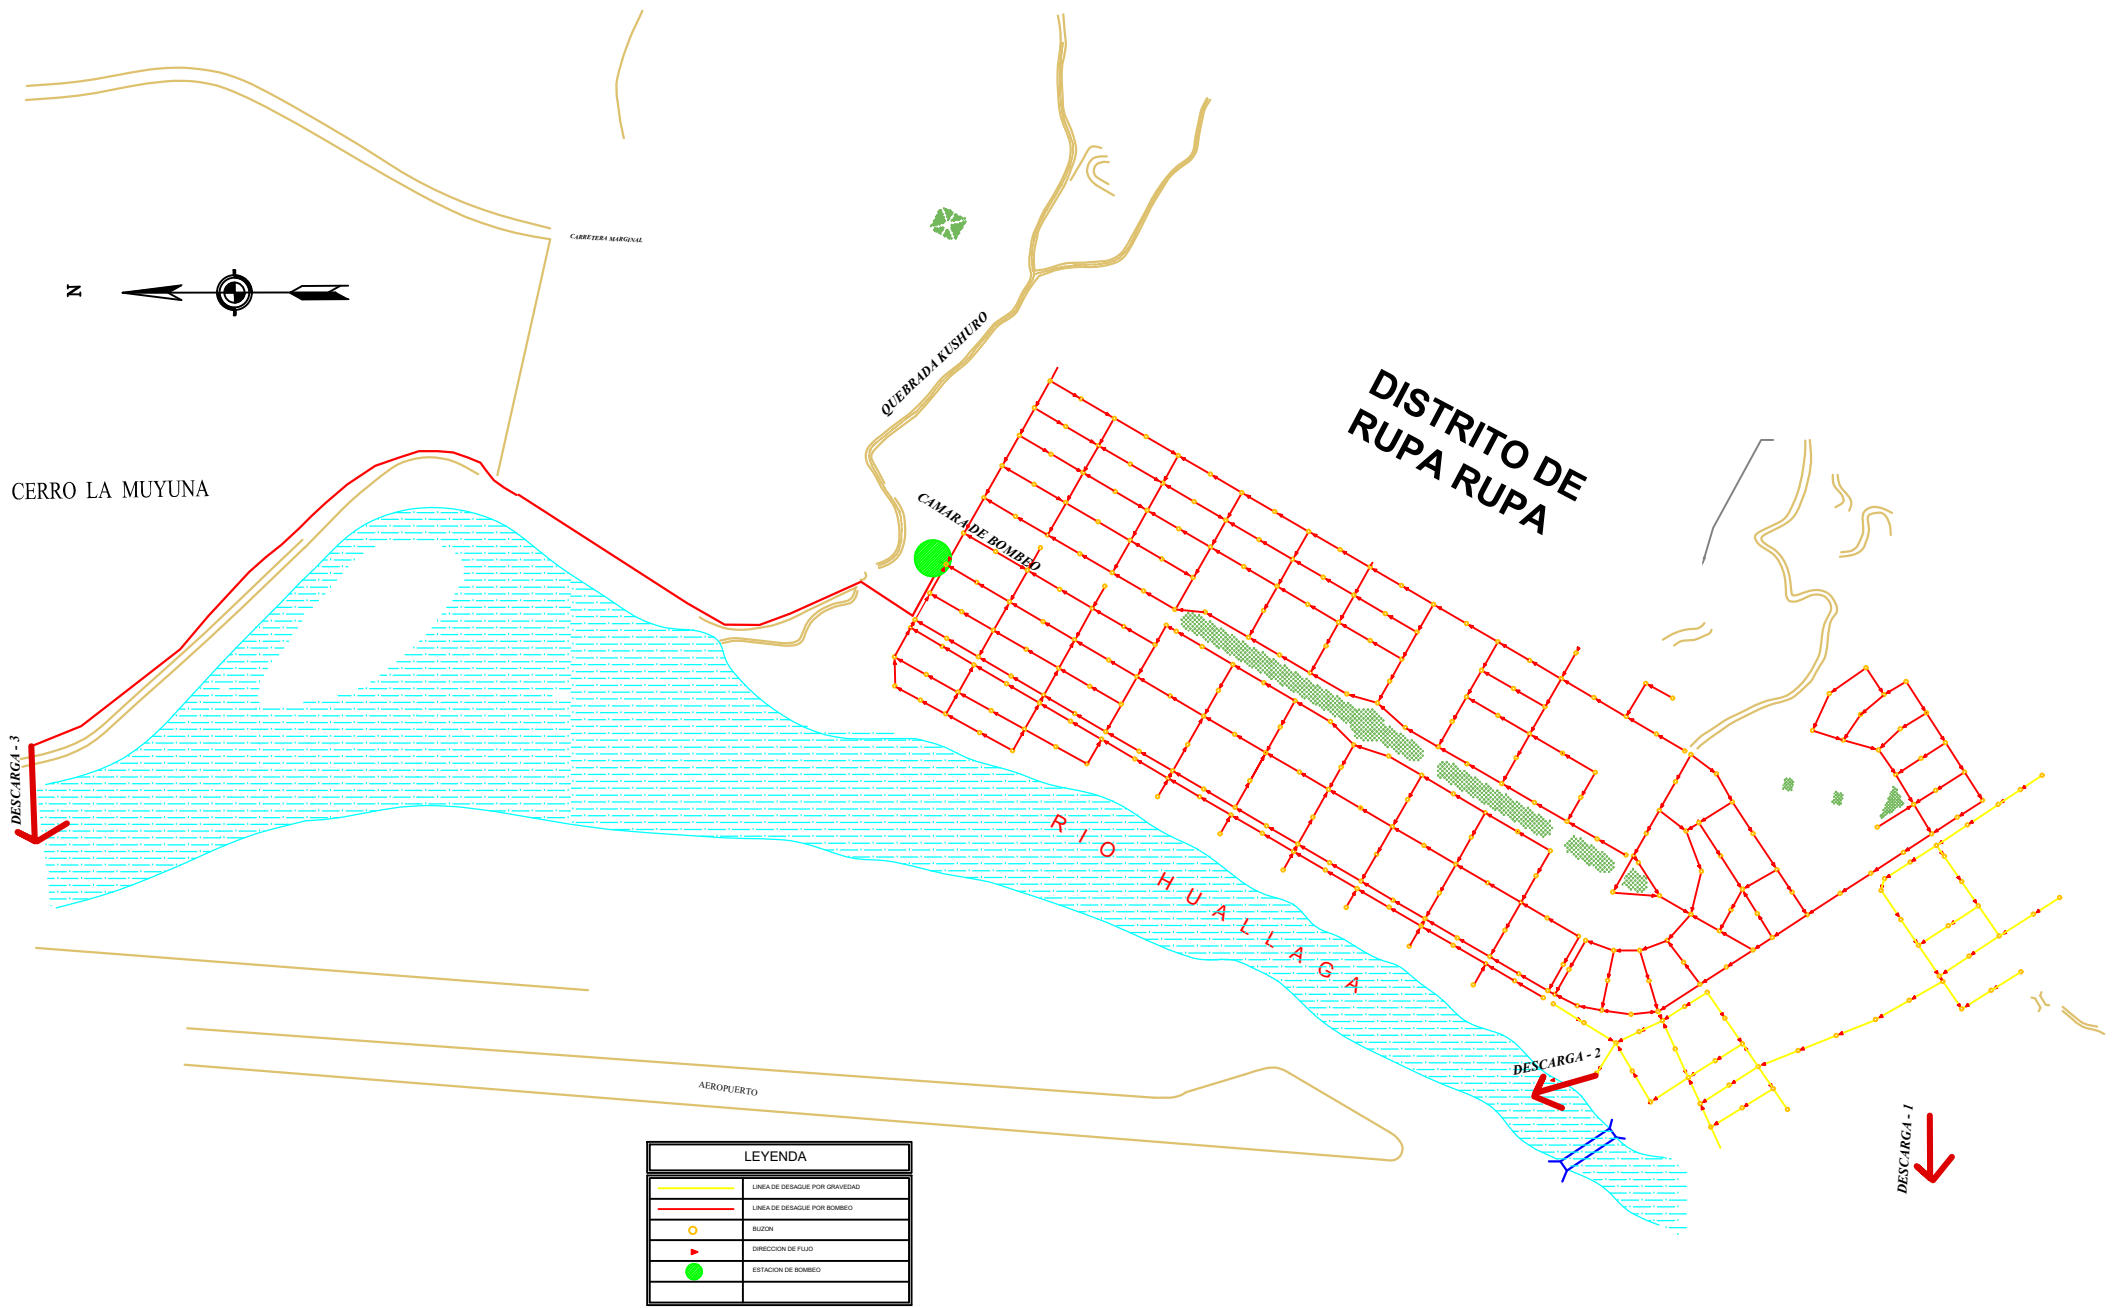 CARRETERA MARGINAL
N
QUEBRADA KUSHURO
DISTRITO DE
RUPA RUPA
CERRO LA MUYUNA
CAMARA DE BOMBEO
DESCARGA - 3
RIO HUALLAGA
DESCARGA - 2
AEROPUERTO
DESCARGA - 1
LEYENDA
LINEA DE DESAGUE POR GRAVEDAD
LINEA DE DESAGUE POR BOMBEO
BUZON
DIRECCION DE FUJO
ESTACION DE BOMBEO